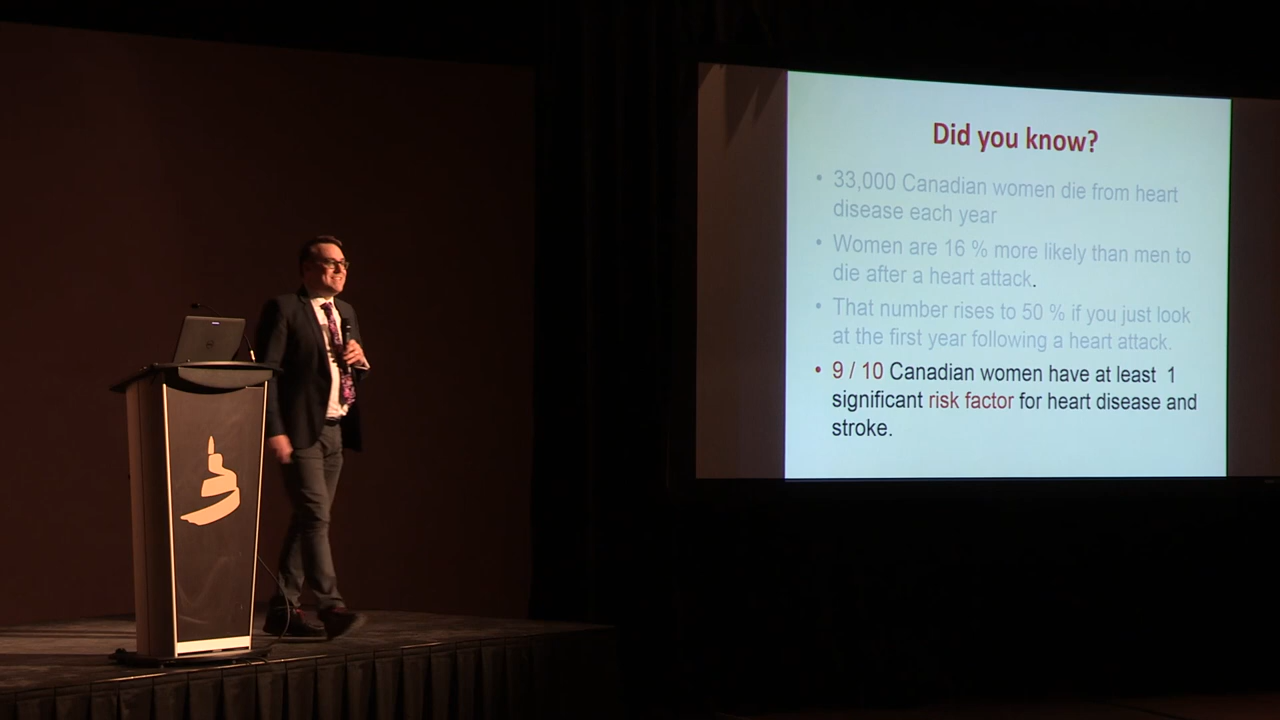 Did you know?
• 33,000 Canadian women die from heart
disease each year
• Women are 16 % more likely than men to
die after a heart attack.
• That number rises to 50 % if you just look
at the first year following a heart attack.
• 9 / 10 Canadian women have at least 1
significant risk factor for heart disease and
stroke.